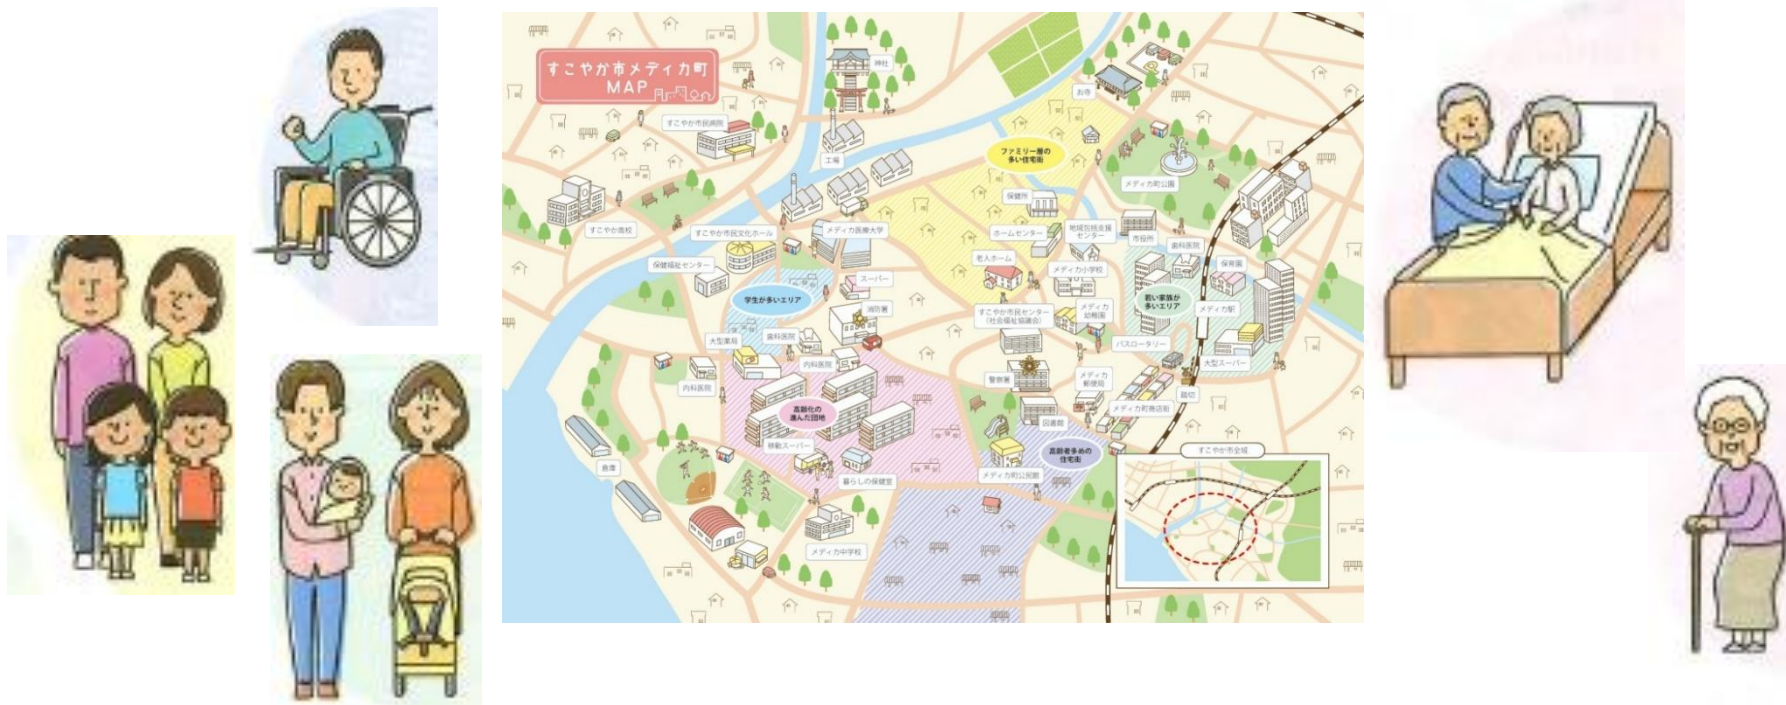 すこやか市メディカ町
MAP
神社
お寺
すこやか市民病院
工場
ファミリー層の
多い住宅街
メディカ町公園
保健所
すこやか高校
すこやか市民文化ホール
メディカ医療大学
ホームセンター
地域包括支援
センター
市役所
歯科医院
保健福祉センター
老人ホーム
メディカ小学校
保育園
スーパー
学生が多いエリア
若い家族が
多いエリア
メディカ駅
消防署
すこやか市民センター
(社会福祉協議会)
メディカ
幼稚園
大型薬局
歯科医院
バスロータリー
大型スーパー
内科医院
内科医院
警察署
メディカ
郵便局
踏切
メディカ町商店街
高齢化の
進んだ団地
図書館
移動スーパー
高齢者多めの
住宅街
すこやか市全域
倉庫
暮らしの保健室
メディカ町公民館
メディカ中学校